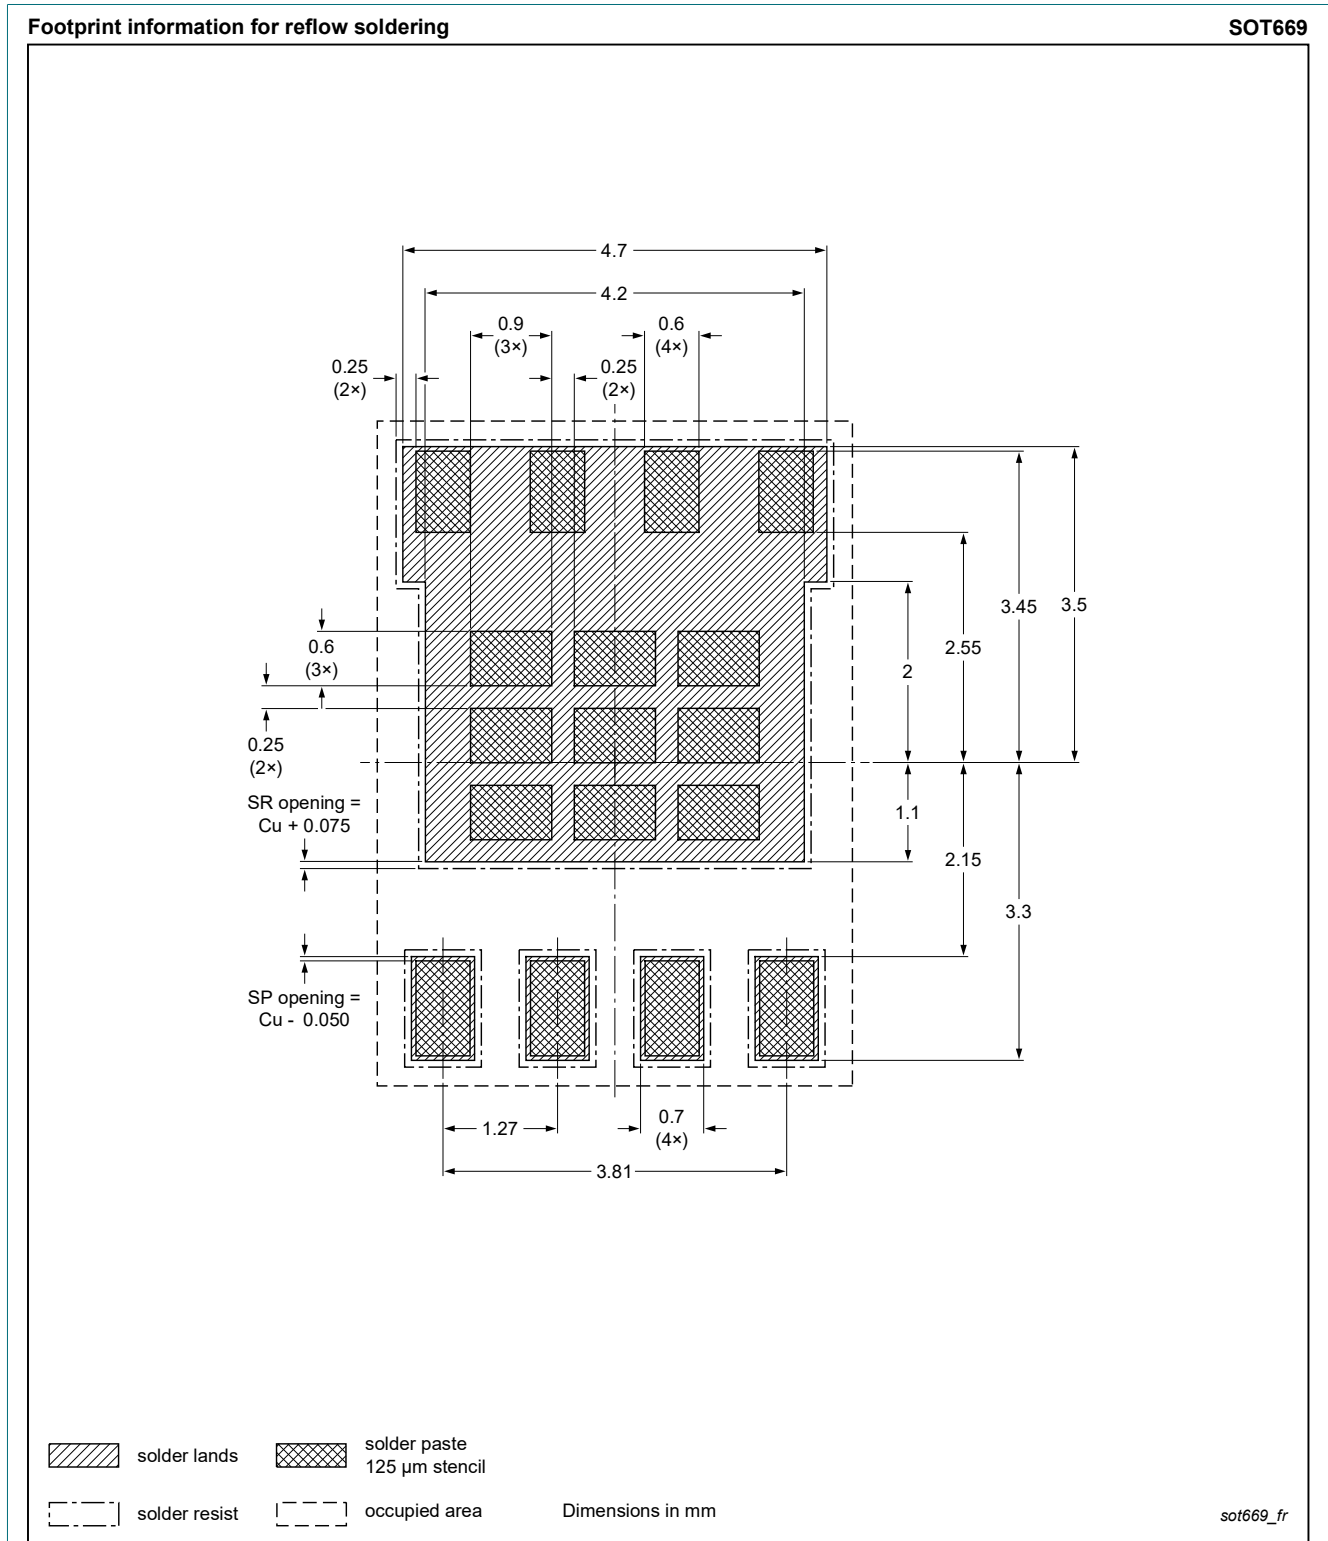 Footprint information for reflow soldering
SOT669
4.7
4.2
0.9
(3×)
0.6
(4×)
0.25
(2×)
0.25
(2×)
3.45
3.5
2.55
2
0.6
(3×)
0.25
(2×)
SR opening =
Cu + 0.075
1.1
2.15
3.3
SP opening =
Cu - 0.050
1.27
0.7
(4×)
3.81
solder lands
solder paste
125 µm stencil
solder resist
occupied area
Dimensions in mm
sot669_fr